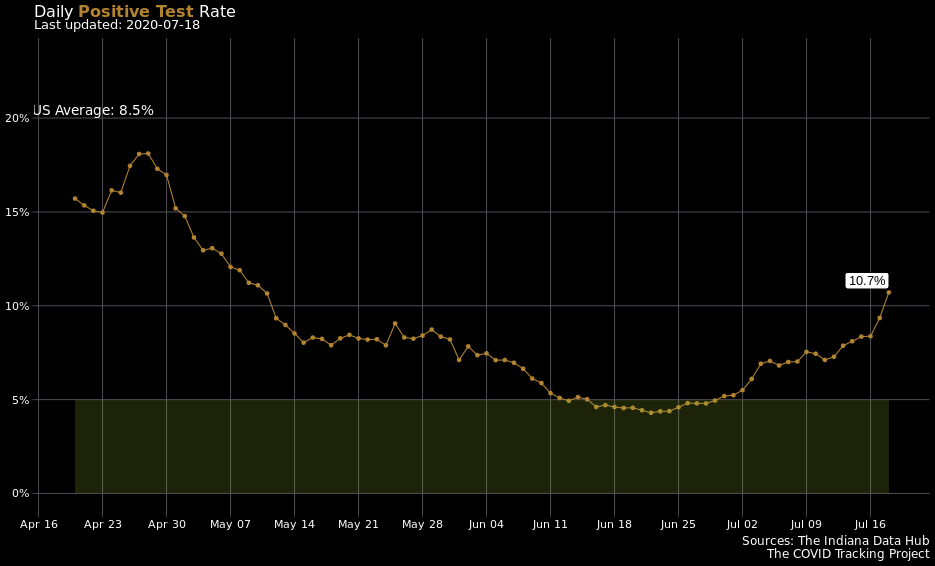 Daily Positive Test Rate
Last updated: 2020-07-18
US Average: 8.5%
20%
15%
10.7%
10%
5%
0%
Apr 16 Apr 23 Apr 30 May 07 May 14 May 21 May 28 Jun 04 Jun 11 Jun 18 Jun 25 Jul 02 Jul 09 Jul 16
Sources: The Indiana Data Hub
The COVID Tracking Project